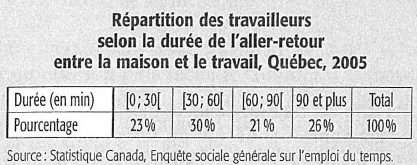 Répartition des travailleurs
selon la durée de l'aller-retour
entre la maison et le travail, Québec, 2005
Durée (en min) [0 ; 30[ [30 ; 60[ [60 ; 90[ 90 et plus Total
Pourcentage 23 % 30 % 21 % 26 % 100 %
Source : Statistique Canada, Enquête sociale générale sur l'emploi du temps.